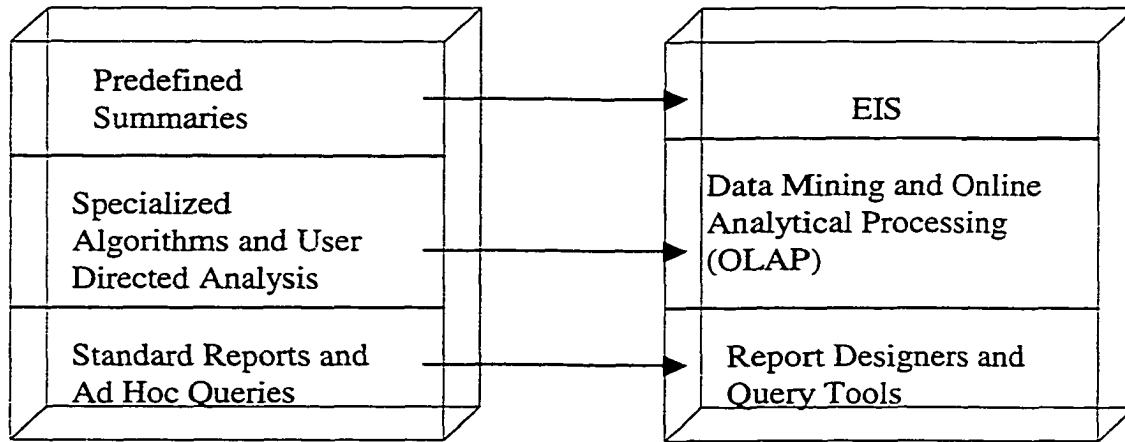 Predefined
Summaries
EIS
Specialized
Algorithms and User
Directed Analysis
Data Mining and Online
Analytical Processing
(OLAP)
Standard Reports and
Ad Hoc Queries
Report Designers and
Query Tools